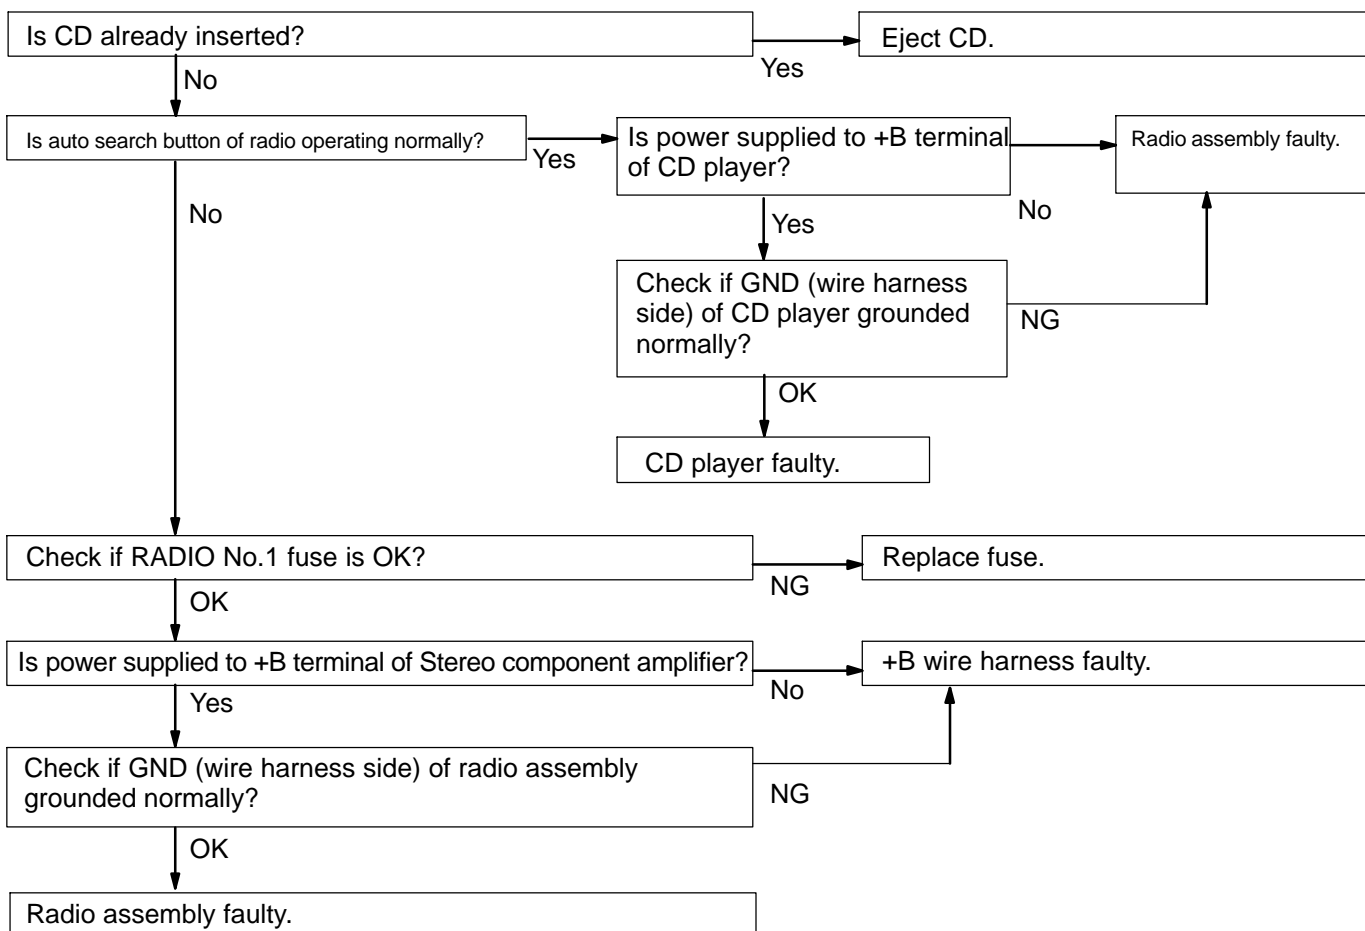 Is CD already inserted?
Yes
Eject CD.
No
Is auto search button of radio operating normally?
Yes
Is power supplied to +B terminal
of CD player?
No
Radio assembly faulty.
Yes
No
Check if GND (wire harness
side) of CD player grounded
normally?
NG
OK
CD player faulty.
Check if RADIO No.1 fuse is OK?
NG
Replace fuse.
OK
Is power supplied to +B terminal of Stereo component amplifier?
No
+B wire harness faulty.
Yes
Check if GND (wire harness side) of radio assembly
grounded normally?
NG
OK
Radio assembly faulty.